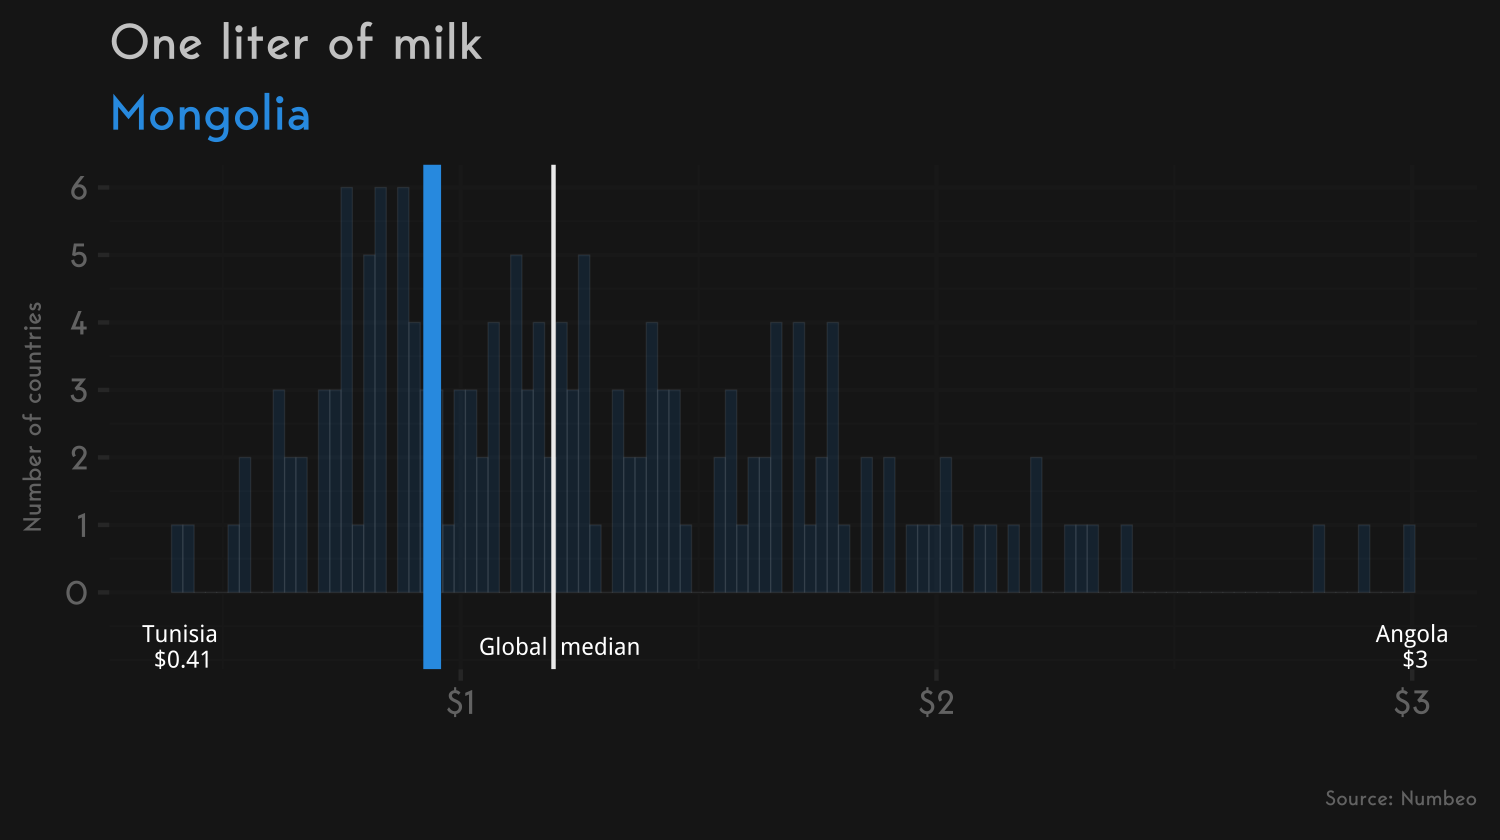 One liter of milk
Mongolia
Number of countries
6
5
4
3
2
1
0
Tunisia
$0.41
Global median
Angola
$3
$1
$2
$3
Source: Numbeo